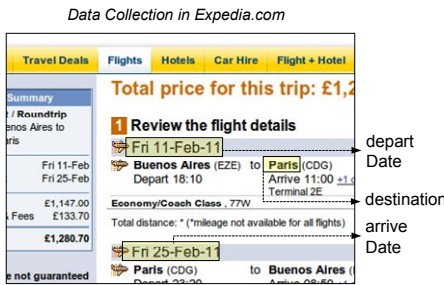 Data Collection in Expedia.com
Travel Deals Flights Hotels Car Hire Flight + Hotel
Summary
Total price for this trip: £1,2
/ Roundtrip
enos Aires to
aris
1 Review the flight details
Fri 11-Feb-11
depart
Date
Fri 11-Feb
Fri 25-Feb
Buenos Aires (EZE) to Paris (CDG)
Depart 18:10 Arrive 11:00 +1
Terminal 2E
destination
£1,147.00
& Fees £133.70
£1,280.70
Economy/Coach Class , 77W
Total distance: * (*mileage not available for all flights)
arrive
Date
Fri 25-Feb-11
e not guaranteed
Paris (CDG) to Buenos Aires